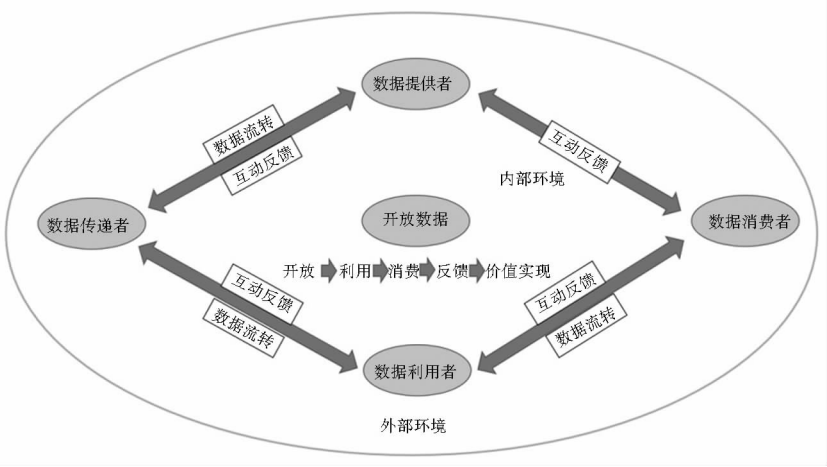 数据提供者
数据流转
互动反馈
互动反馈
内部环境
数据传递者
开放数据
数据消费者
开放 利用 消费 反馈 价值实现
互动反馈
数据流转
互动反馈
数据流转
数据利用者
外部环境